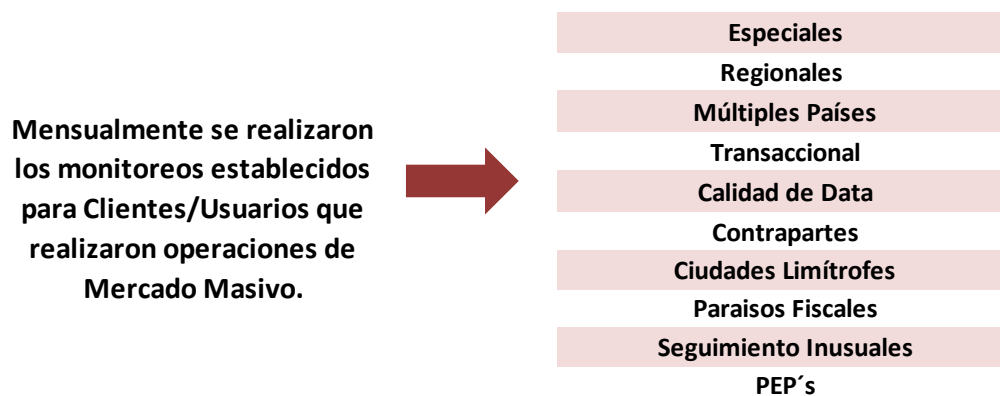 Mensualmente se realizaron
los monitoreos establecidos
para Clientes/Usuarios que
realizaron operaciones de
Mercado Masivo.
Especiales
Regionales
Múltiples Países
Transaccional
Calidad de Data
Contrapartes
Ciudades Limítrofes
Paraisos Fiscales
Seguimiento Inusuales
PEP´s